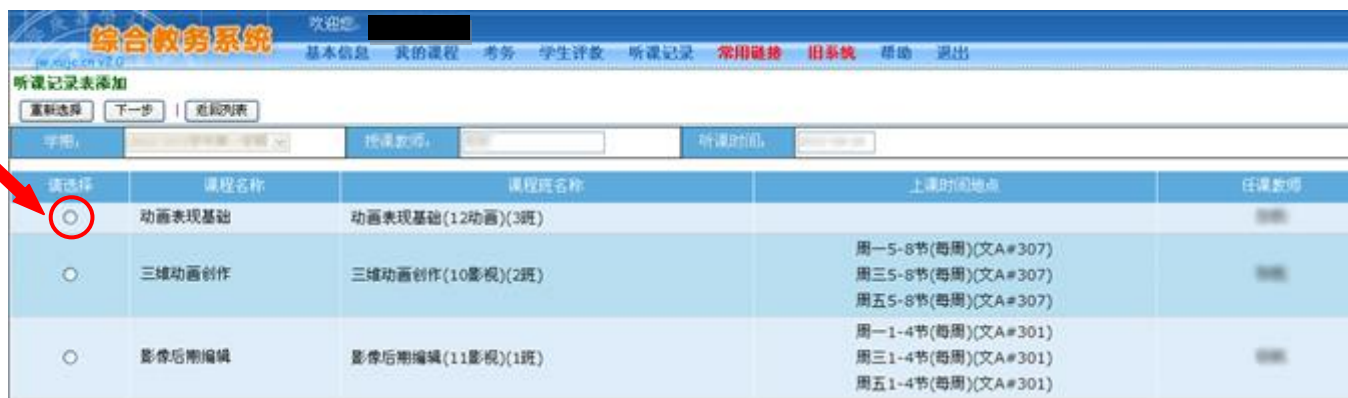 综合教务系统
欢迎您,
基本信息 我的课程 考务 学生评教 听课记录 常用链接 旧系统 帮助 退出
听课记录表添加
重新选择 下一步 | 返回列表
学期: 授课教师: 听课时间:
请选择 课程名称 课程班名称 上课时间地点 任课教师
动画表现基础 动画表现基础(12动画)(3班)
三维动画创作 三维动画创作(10影视)(2班) 周一5-8节(每周)(文A#307)
周三5-8节(每周)(文A#307)
周五5-8节(每周)(文A#307)
影像后期编辑 影像后期编辑(11影视)(1班) 周一1-4节(每周)(文A#301)
周三1-4节(每周)(文A#301)
周五1-4节(每周)(文A#301)